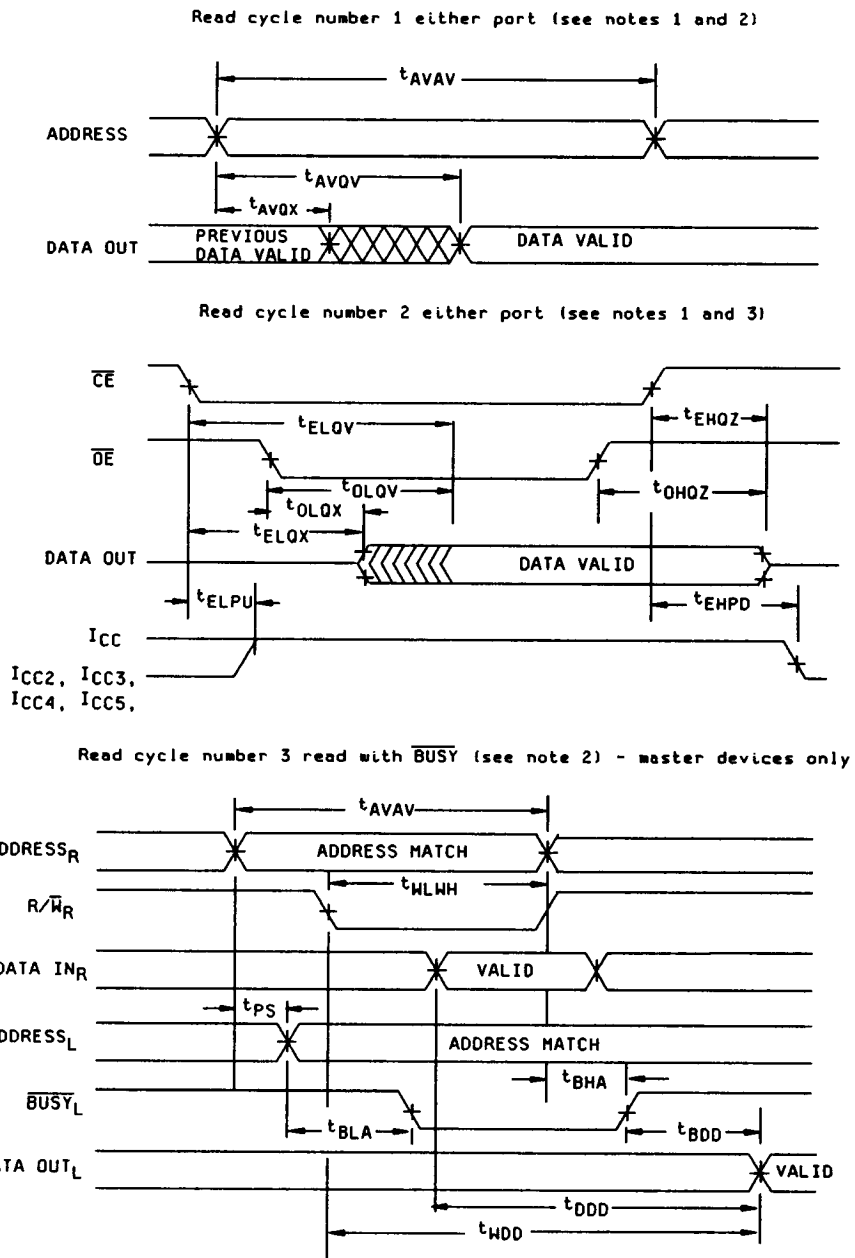 Read cycle number 1 either port (see notes 1 and 2)
tAVAV
ADDRESS
tAVQV
tAVQX
DATA OUT
PREVIOUS
DATA VALID
DATA VALID
Read cycle number 2 either port (see notes 1 and 3)
CE
tELQV
tEHQZ
OE
tOLQV
tOHQZ
tOLQX
tELQX
DATA OUT
DATA VALID
tELPU
tEHPD
ICC
ICC2, ICC3,
ICC4, ICC5,
Read cycle number 3 read with BUSY (see note 2) - master devices only
tAVAV
DDRESSR
ADDRESS MATCH
tWLWH
R/WR
DATA INR
VALID
tPS
DDRESSL
ADDRESS MATCH
tBHA
BUSYL
tBLA
tBDD
ATA OUTL
VALID
tDDD
tWDD